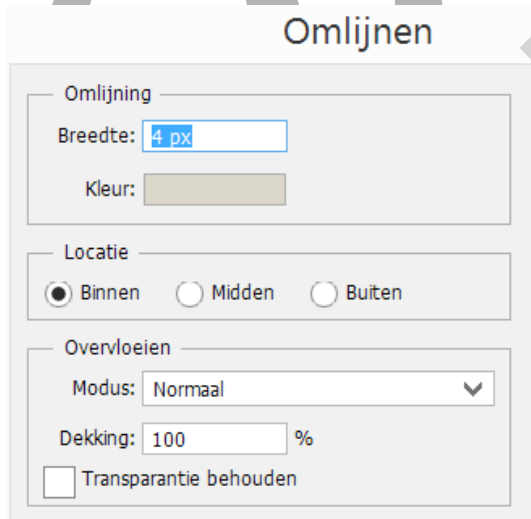 Omlijnen
Omlijning
Breedte: 4 px
Kleur:
Locatie
Binnen Midden Buiten
Overvloeien
Modus: Normaal
Dekking: 100 %
Transparantie behouden